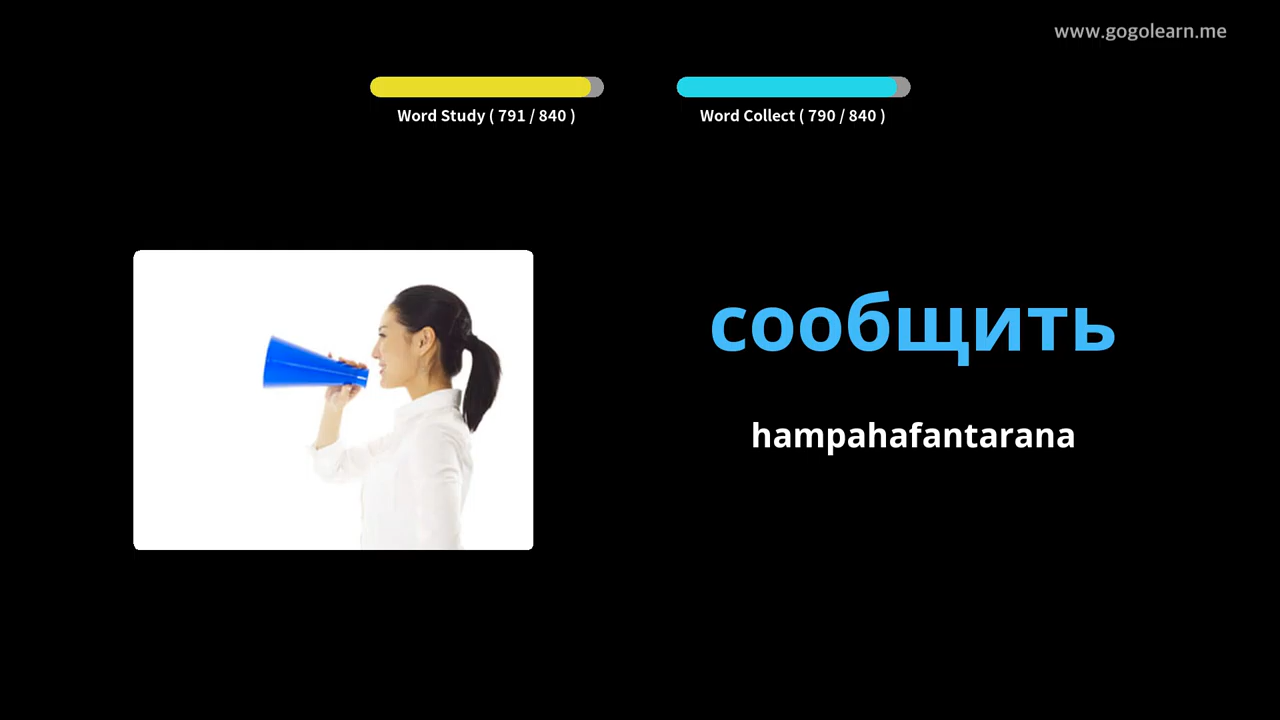 www.gogolearn.me
Word Study ( 791 / 840 )
Word Collect ( 790 / 840 )
сообщить
hampahafantarana